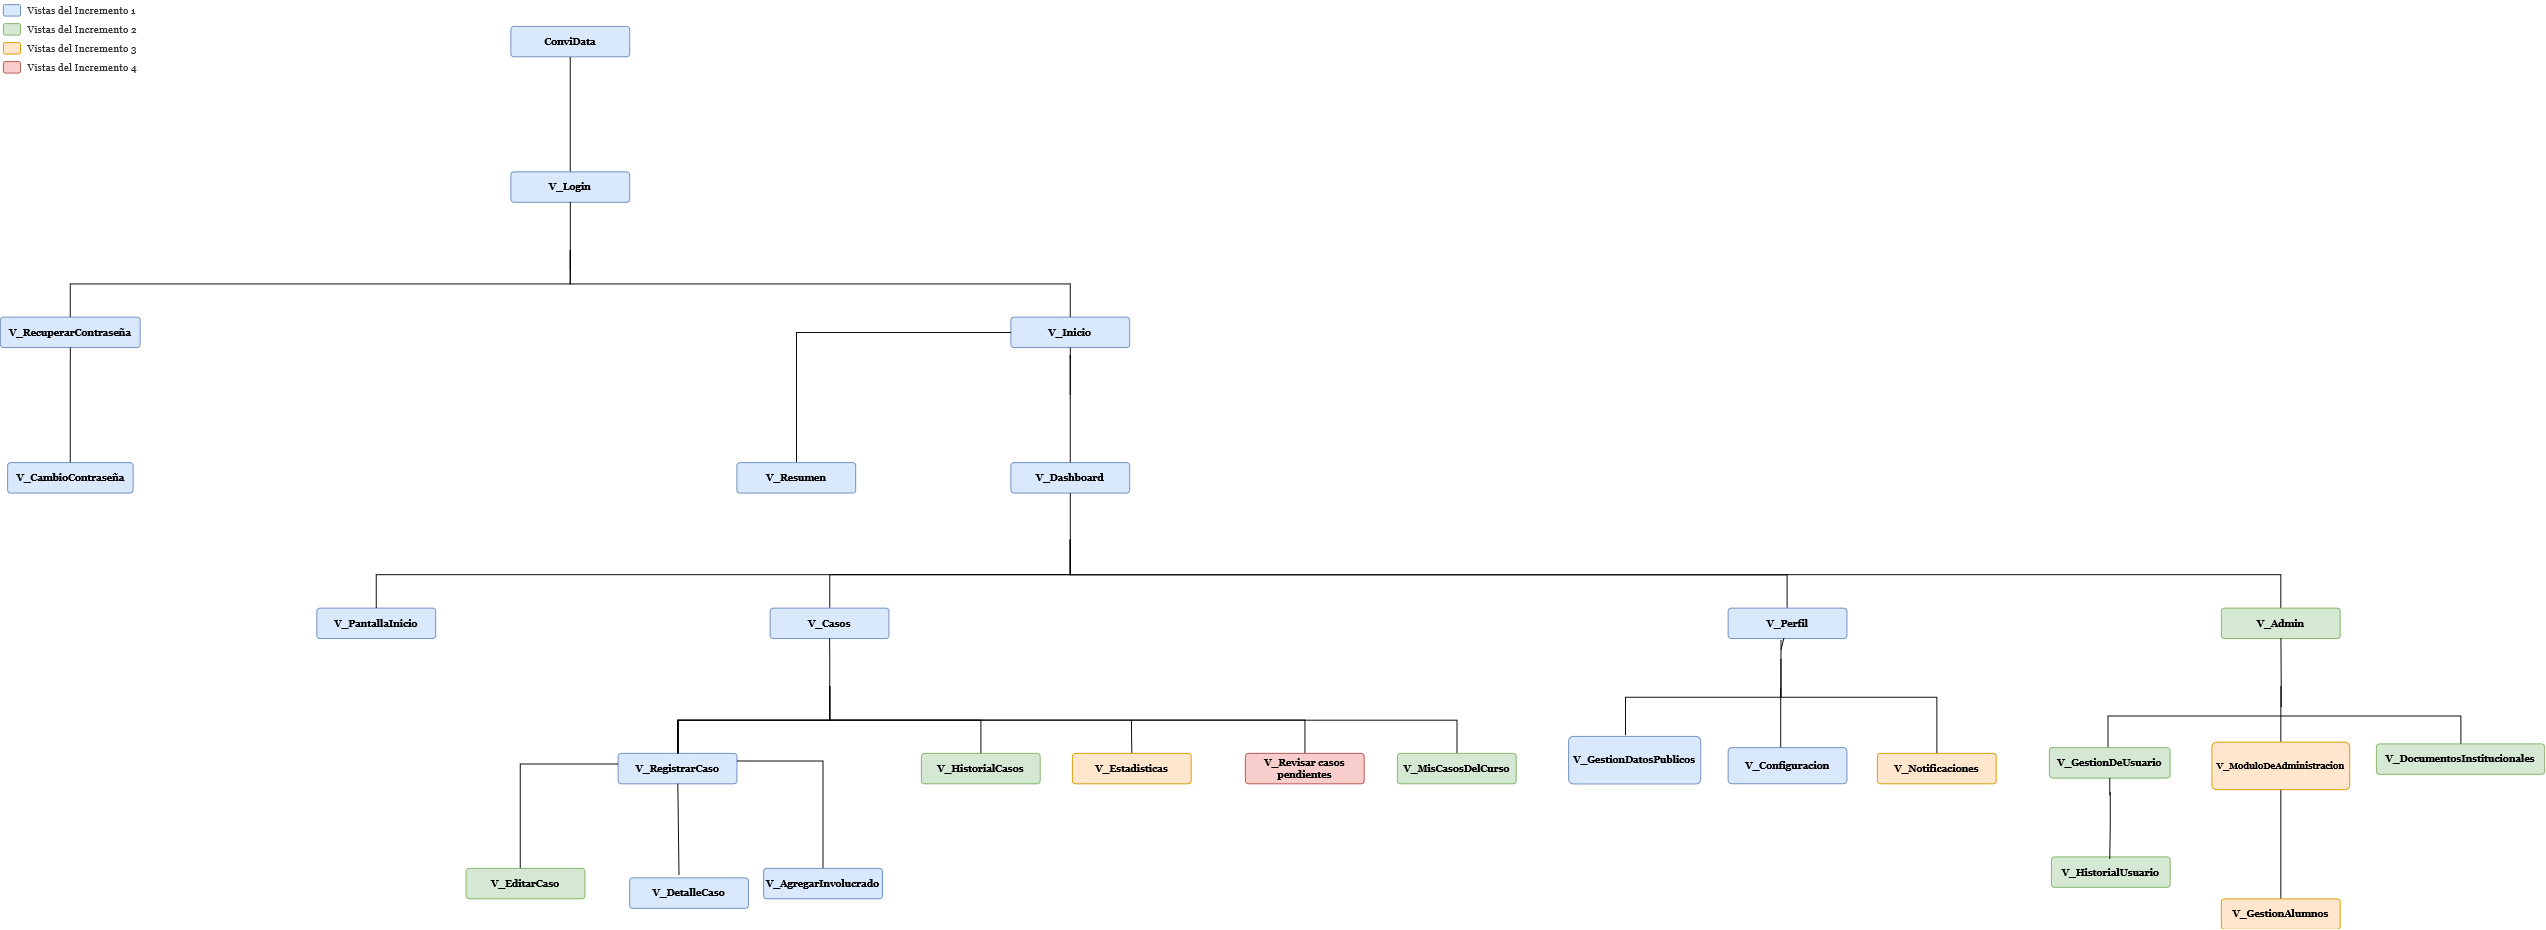 Vistas del Incremento 1
Vistas del Incremento 2
Vistas del Incremento 3
Vistas del Incremento 4
ConviData
V_Login
V_RecuperarContraseña
V_Inicio
V_CambioContraseña
V_Resumen
V_Dashboard
V_PantallaInicio
V_Casos
V_Perfil
V_Admin
V_RegistrarCaso
V_HistorialCasos
V_Estadisticas
V_Revisar casos
pendientes
V_MisCasosDelCurso
V_GestionDatosPublicos
V_Configuracion
V_Notificaciones
V_GestionDeUsuario
V_ModuloDeAdministracion
V_DocumentosInstitucionales
V_EditarCaso
V_DetalleCaso
V_AgregarInvolucrado
V_HistorialUsuario
V_GestionAlumnos